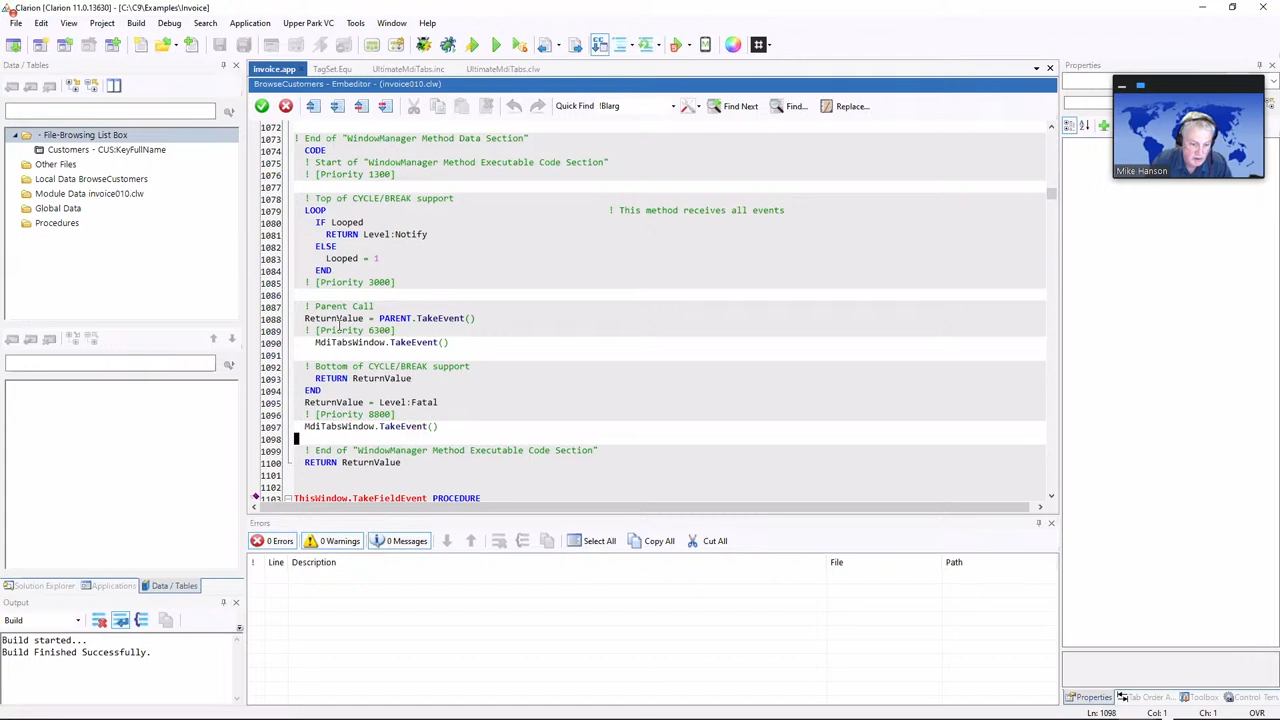 Clarion [Clarion 11.0.13630] - [C:\C9\Examples\Invoice]
File Edit View Project Build Debug Search Application Upper Park VC Tools Window Help
Data / Tables
invoice.app TagSet.Equ UltimateMdiTabs.inc UltimateMdiTabs.clw
Properties
BrowseCustomers - Embeditor - (invoice010.clw)
Quick Find !Blarg Find Next Find... Replace...
- File-Browsing List Box
Customers - CUS:KeyFullName
Other Files
Local Data BrowseCustomers
Module Data invoice010.clw
Global Data
Procedures
Mike Hanson
1072
1073 ! End of "WindowManager Method Data Section"
1074 CODE
1075 ! Start of "WindowManager Method Executable Code Section"
1076 ! [Priority 1300]
1077
1078 ! Top of CYCLE/BREAK support
1079 LOOP ! This method receives all events
1080 IF Looped
1081 RETURN Level:Notify
1082 ELSE
1083 Looped = 1
1084 END
1085 ! [Priority 3000]
1086
1087 ! Parent Call
1088 ReturnValue = PARENT.TakeEvent()
1089 ! [Priority 6300]
1090 MdiTabsWindow.TakeEvent()
1091
1092 ! Bottom of CYCLE/BREAK support
1093 RETURN ReturnValue
1094 END
1095 ReturnValue = Level:Fatal
1096 ! [Priority 8800]
1097 MdiTabsWindow.TakeEvent()
1098
1099 ! End of "WindowManager Method Executable Code Section"
1100 RETURN ReturnValue
1101
1102
1103 ThisWindow.TakeFieldEvent PROCEDURE
Errors
0 Errors 0 Warnings 0 Messages Select All Copy All Cut All
! Line Description File Path
Solution Explorer Applications Data / Tables
Output
Build
Build started...
Build Finished Successfully.
Properties Tab Order A... Toolbox Control Tem
Ln: 1098 Col: 1 Ch: 1 OVR